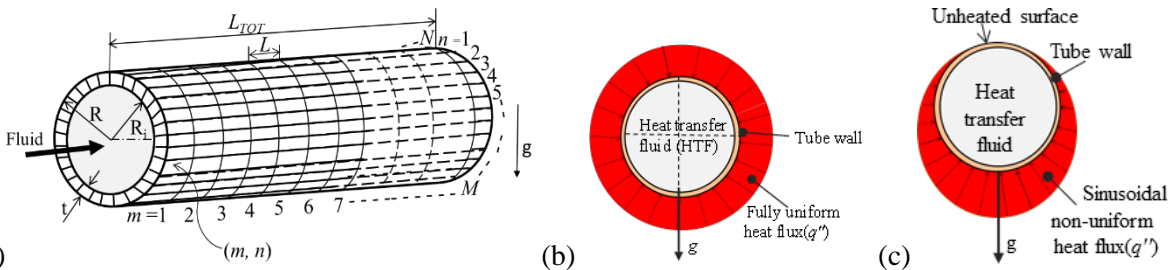 L_TOT
L
N n =1
2
3
4
5
R
R_i
Fluid
g
t
m =1 2 3 4 5 6 7
M
(m, n)
)
(b)
Heat transfer
fluid (HTF)
Tube wall
Fully uniform
heat flux(q'')
g
(c)
Unheated surface
Tube wall
Heat
transfer
fluid
Sinusoidal
non-uniform
heat flux(q'')
g